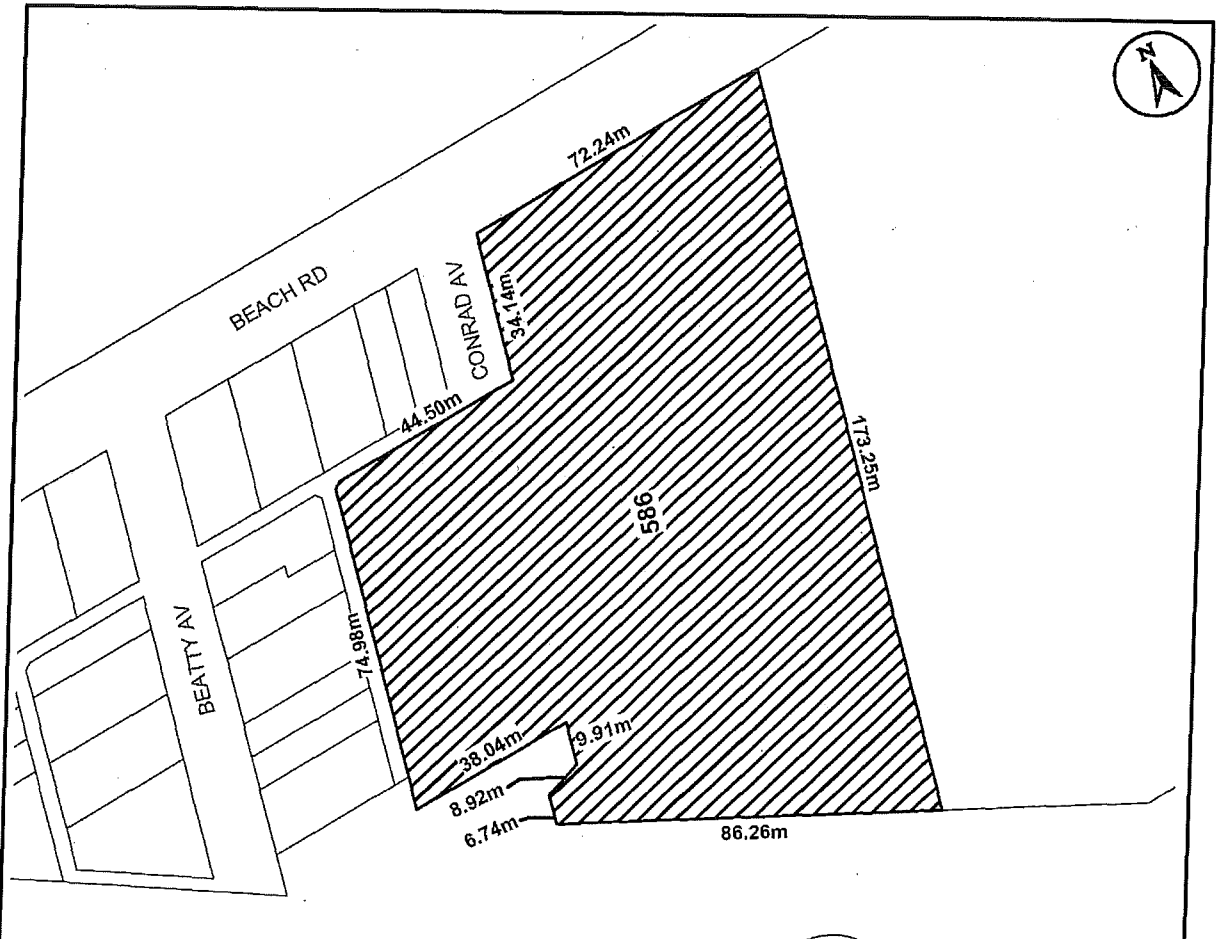 N
72.24m
BEACH RD
CONRAD AV
34.14m
44.50m
173.25m
586
74.98m
BEATTY AV
38.04m
9.91m
8.92m
6.74m
86.26m